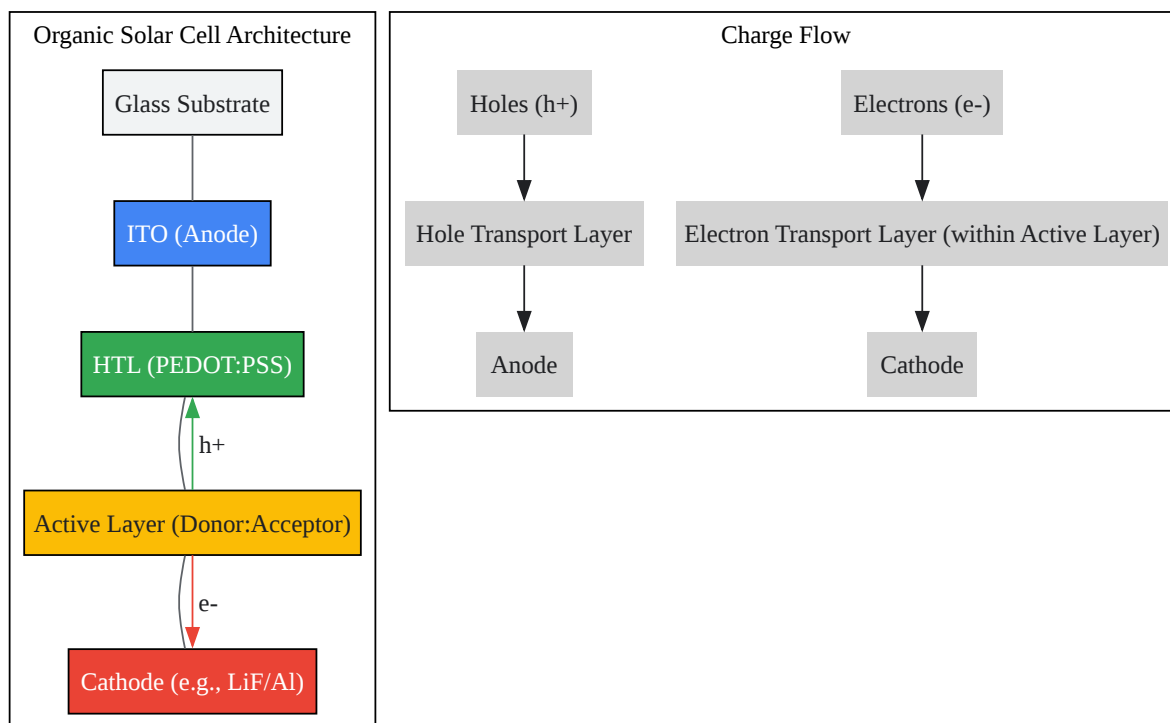 Organic Solar Cell Architecture
Glass Substrate
ITO (Anode)
HTL (PEDOT:PSS)
h+
Active Layer (Donor:Acceptor)
e-
Cathode (e.g., LiF/Al)
Charge Flow
Holes (h+)
Hole Transport Layer
Anode
Electrons (e-)
Electron Transport Layer (within Active Layer)
Cathode